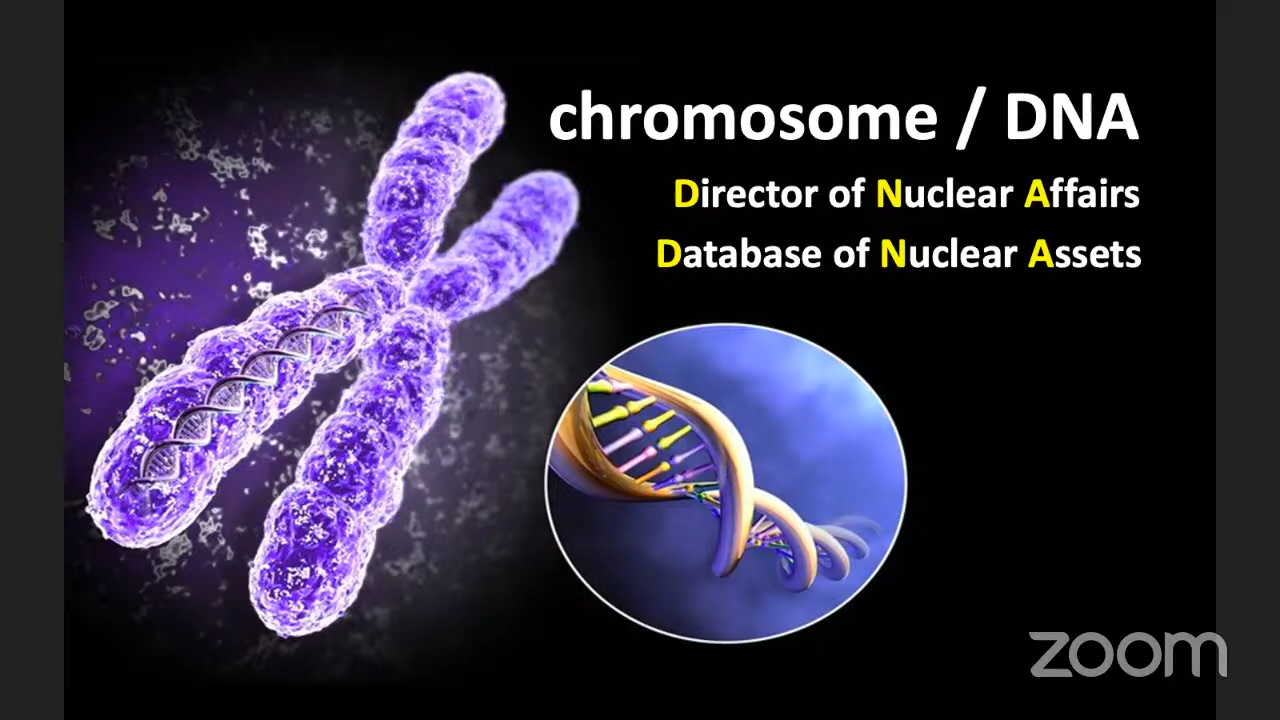 chromosome / DNA
Director of Nuclear Affairs
Database of Nuclear Assets
zoom